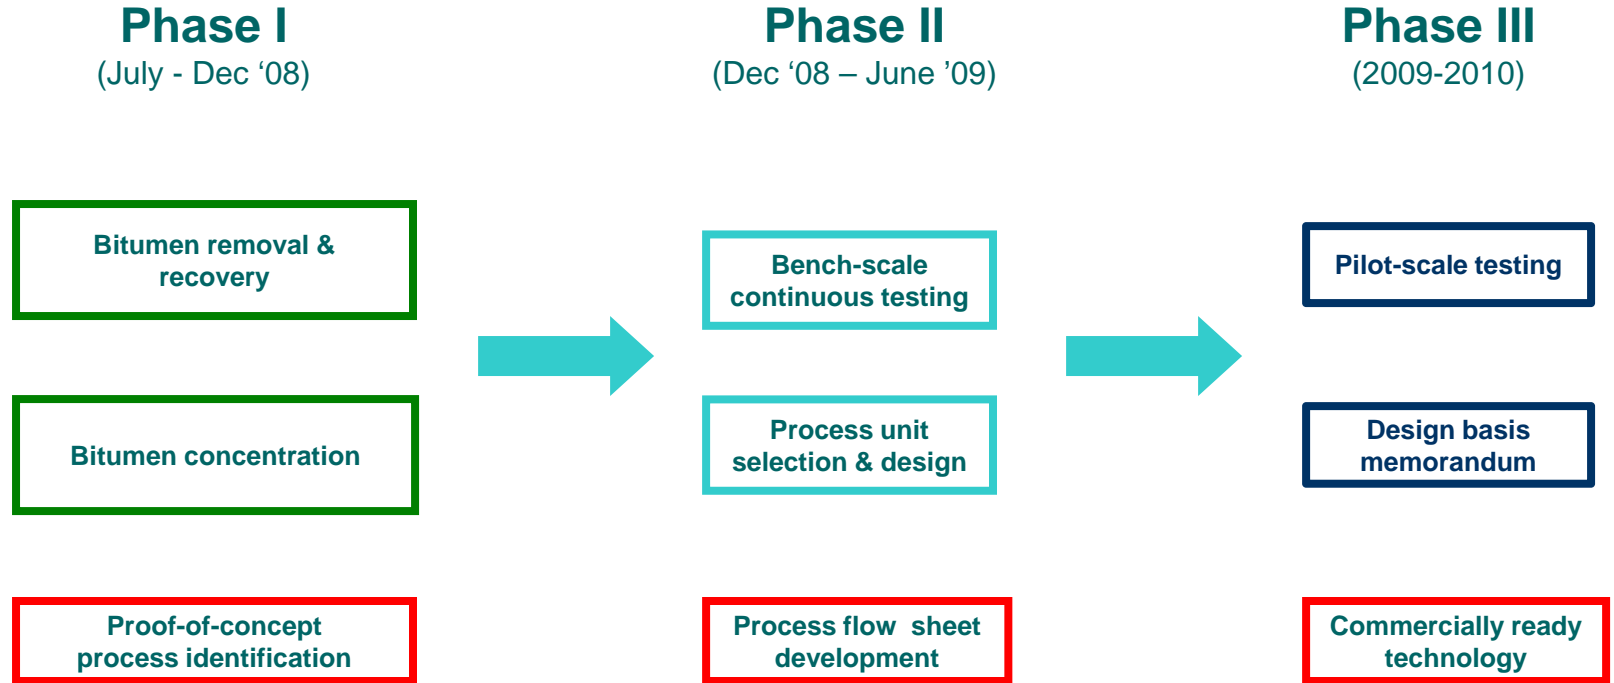 Phase I
(July - Dec ‘08)
Bitumen removal &
recovery
Bitumen concentration
Proof-of-concept
process identification
Phase II
(Dec ‘08 – June ’09)
Bench-scale
continuous testing
Process unit
selection & design
Process flow  sheet
development
Phase III
(2009-2010)
Pilot-scale testing
Design basis
memorandum
Commercially ready
technology